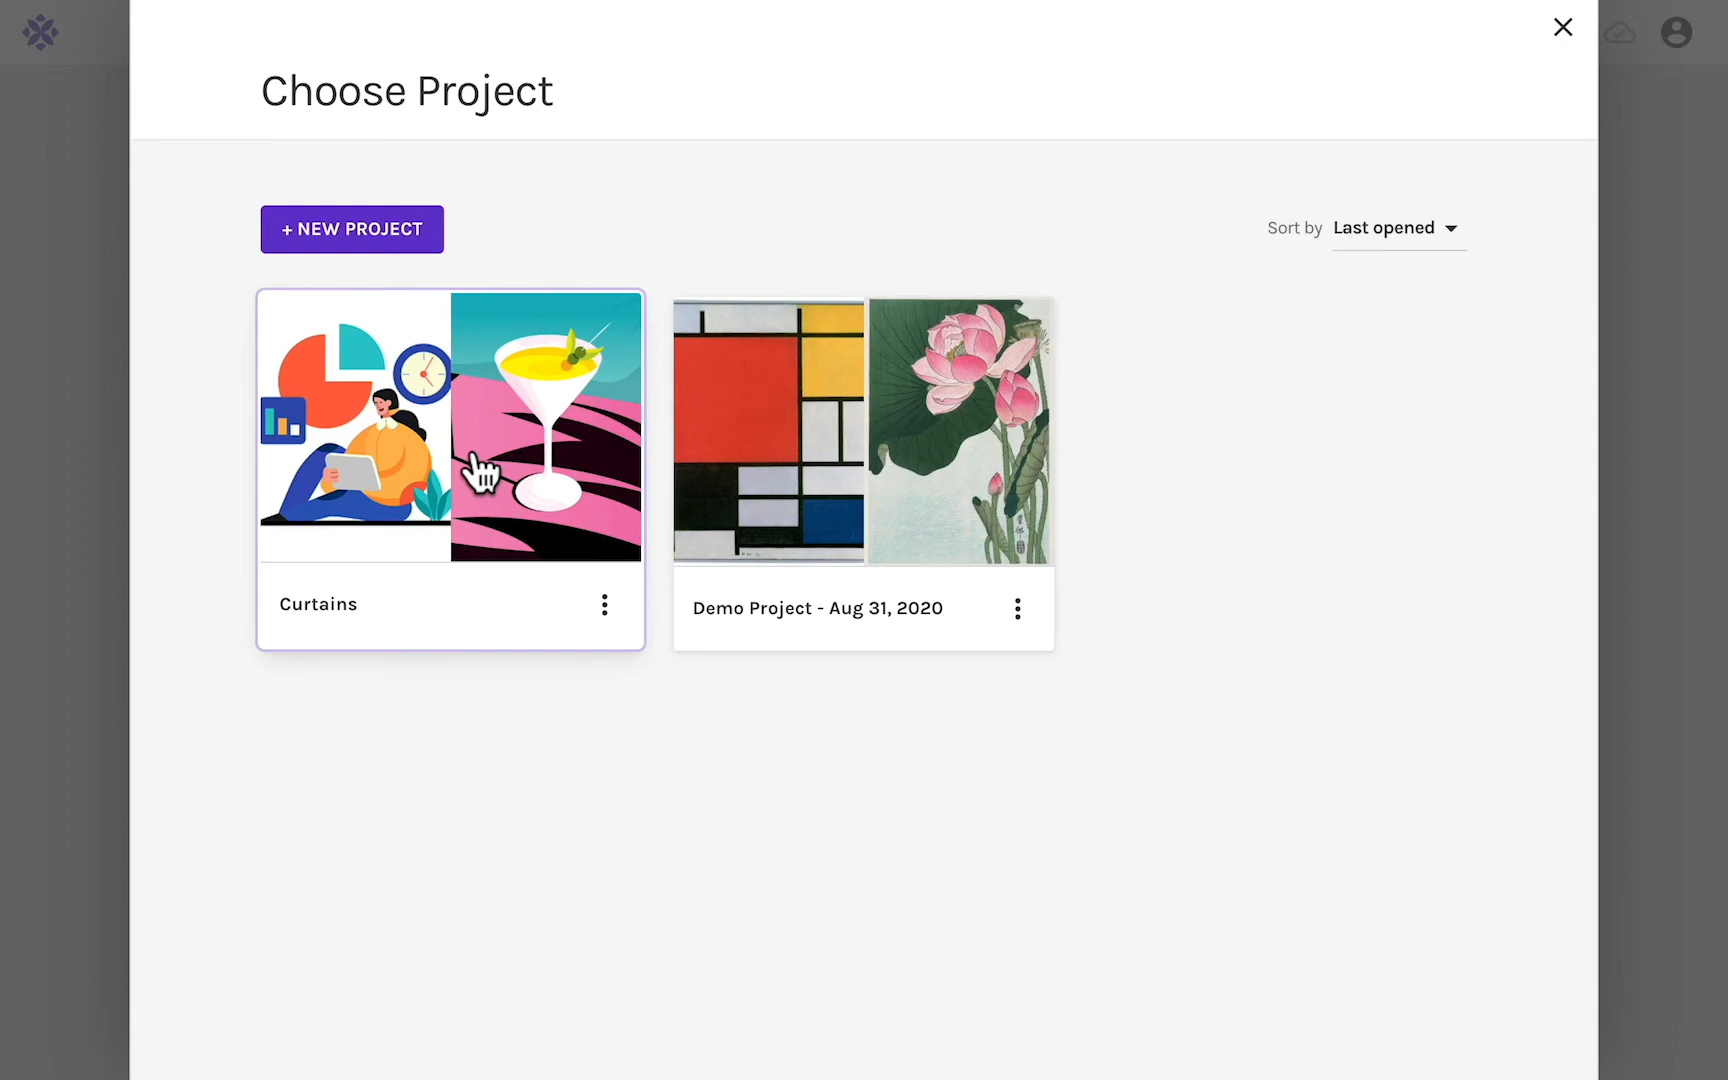 Choose Project
+ NEW PROJECT
Sort by Last opened
Curtains
Demo Project - Aug 31, 2020